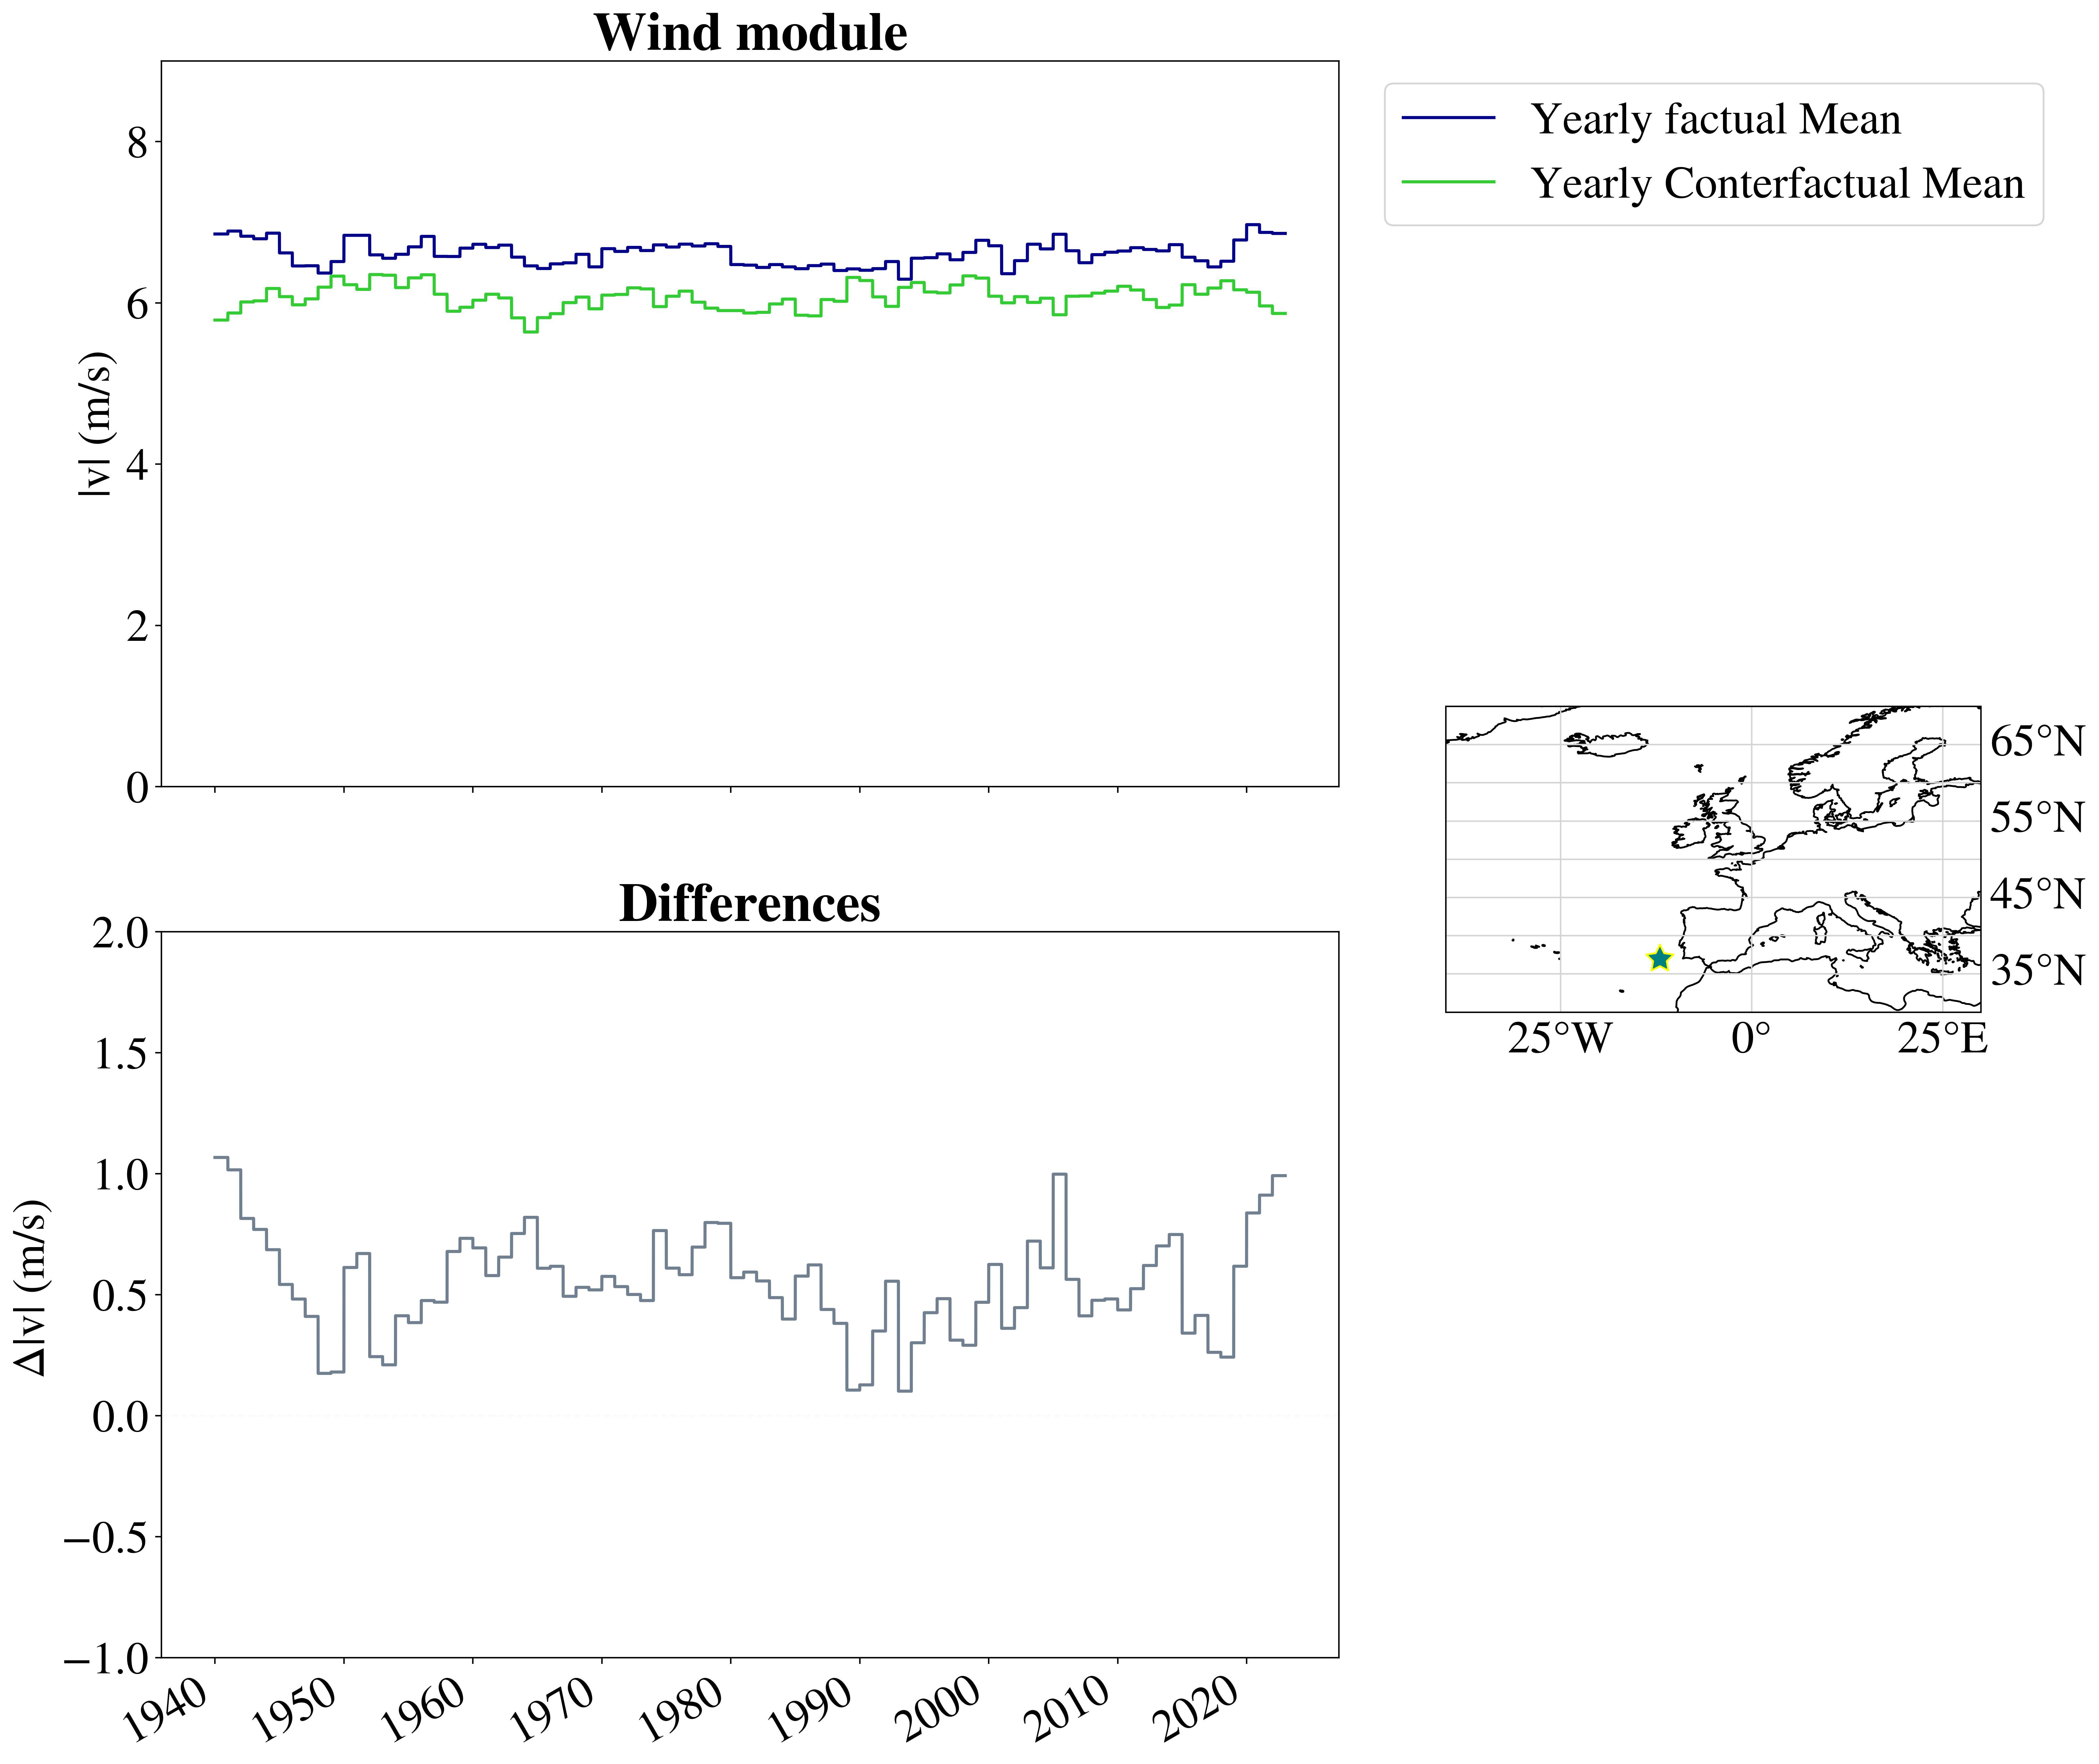 Wind module
8
6
4
2
0
|v| (m/s)
Yearly factual Mean
Yearly Conterfactual Mean
65°N
55°N
45°N
35°N
25°W 0° 25°E
Differences
2.0
1.5
1.0
0.5
0.0
−0.5
−1.0
Δ|v| (m/s)
1940 1950 1960 1970 1980 1990 2000 2010 2020